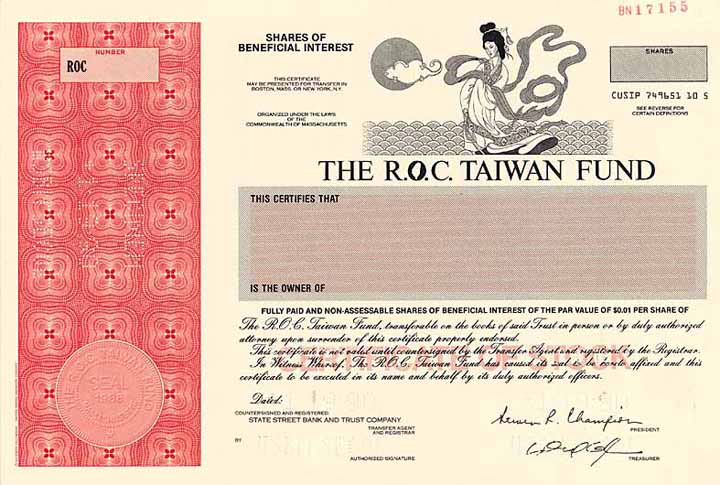 BN17155
NUMBER
ROC
SHARES OF
BENEFICIAL INTEREST
THIS CERTIFICATE
MAY BE PRESENTED FOR TRANSFER IN
BOSTON, MASS. OR NEW YORK, N.Y.
ORGANIZED UNDER THE LAWS
OF THE
COMMONWEALTH OF MASSACHUSETTS
SHARES
CUSIP 749651 10 5
SEE REVERSE FOR
CERTAIN DEFINITIONS
THE R.O.C. TAIWAN FUND
THIS CERTIFIES THAT
IS THE OWNER OF
FULLY PAID AND NON-ASSESSABLE SHARES OF BENEFICIAL INTEREST OF THE PAR VALUE OF $0.01 PER SHARE OF
The R.O.C. Taiwan Fund, transferable on the books of said Trust in person or by duly authorized
attorney upon surrender of this certificate properly endorsed.
This certificate is not valid until countersigned by the Transfer Agent and registered by the Registrar.
In Witness Whereof, The R.O.C. Taiwan Fund has caused its seal to be hereto affixed and this
certificate to be executed in its name and behalf by its duly authorized officers.
Dated:
COUNTERSIGNED AND REGISTERED:
STATE STREET BANK AND TRUST COMPANY
TRANSFER AGENT
AND REGISTRAR
BY
AUTHORIZED SIGNATURE
PRESIDENT
TREASURER